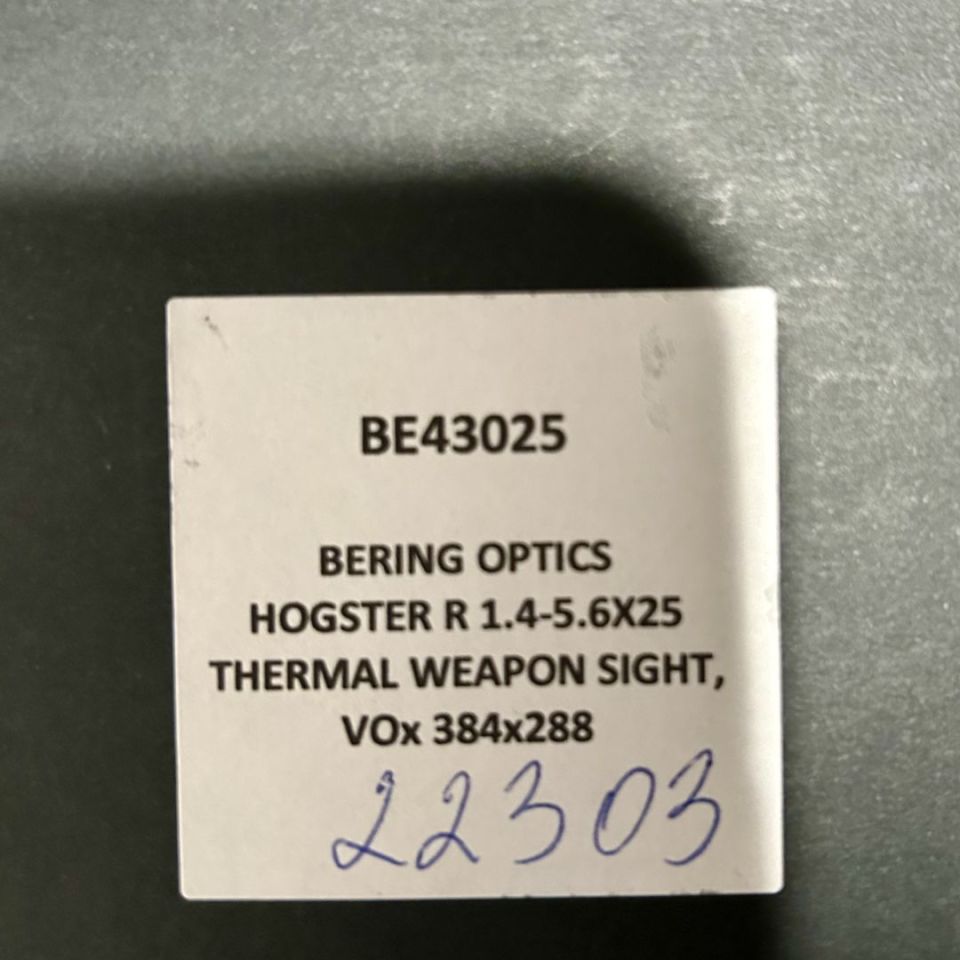 BE43025
BERING OPTICS
HOGSTER R 1.4-5.6X25
THERMAL WEAPON SIGHT,
VOx 384x288
22303